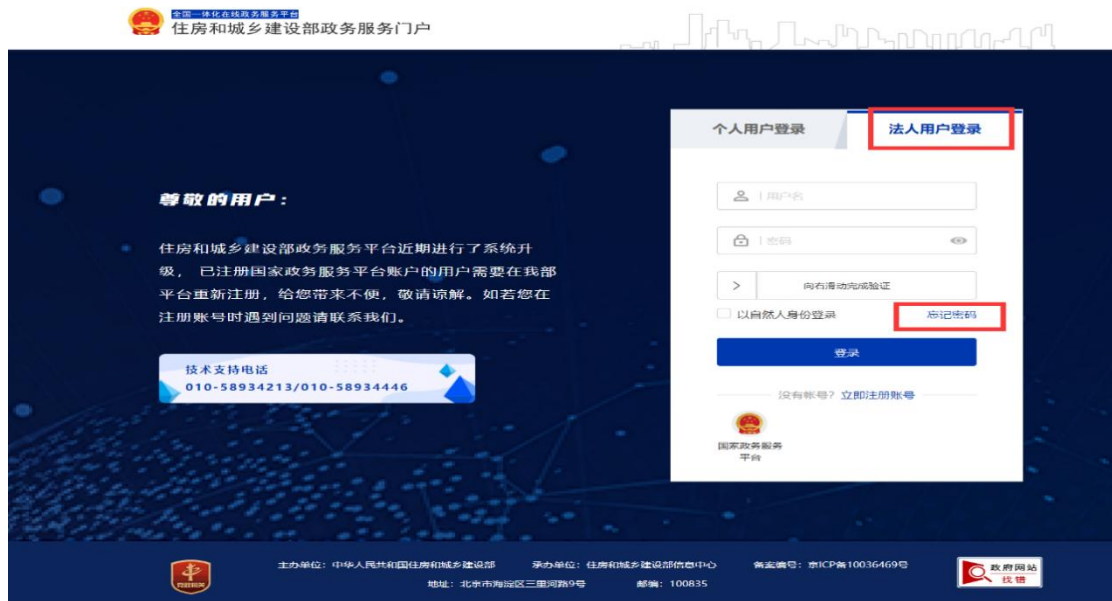 全国一体化在线政务服务平台
住房和城乡建设部政务服务门户
个人用户登录
法人用户登录
尊敬的用户：
住房和城乡建设部政务服务平台近期进行了系统升
级， 已注册国家政务服务平台账户的用户需要在我部
平台重新注册，给您带来不便，敬请谅解。如若您在
注册账号时遇到问题请联系我们。
技术支持电话
010-58934213/010-58934446
用户名
密码
> 向右滑动完成验证
以自然人身份登录
忘记密码
登录
没有帐号? 立即注册账号
国家政务服务
平台
主办单位：中华人民共和国住房和城乡建设部 承办单位：住房和城乡建设部信息中心 备案编号：京ICP备10036469号
地址：北京市海淀区三里河路9号 邮编：100835
政府网站
找错